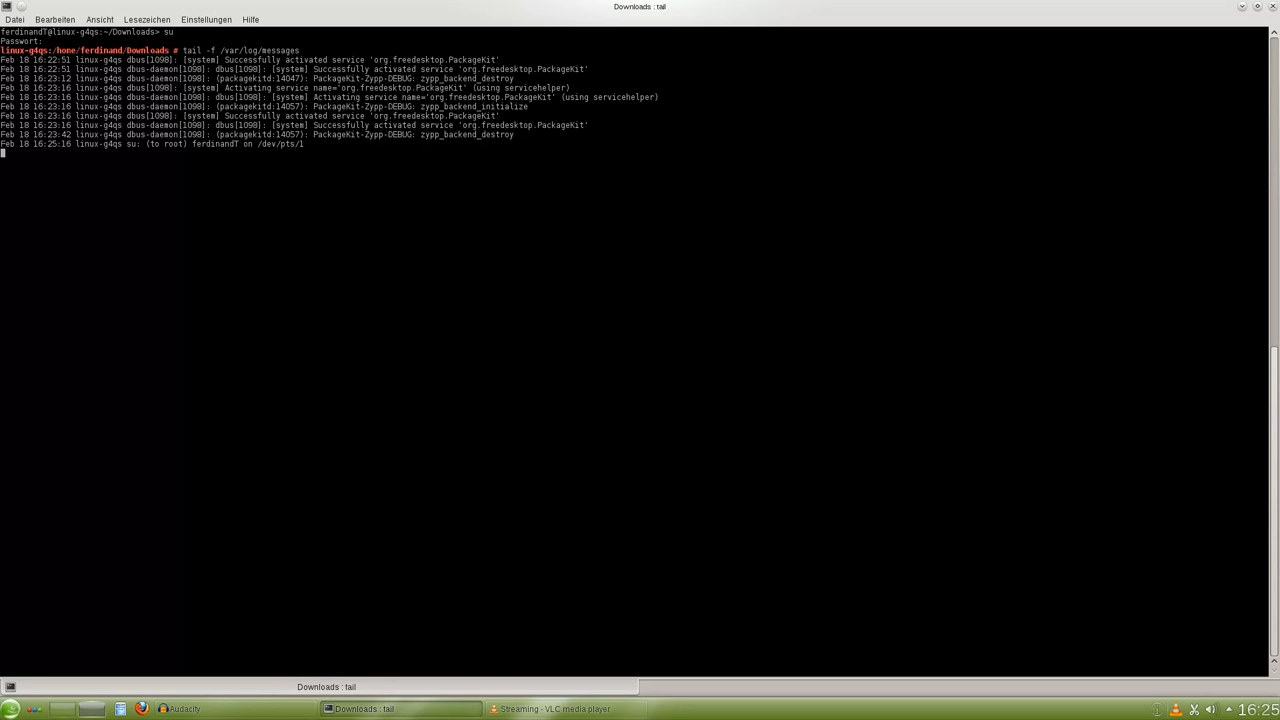 Downloads : tail
Datei Bearbeiten Ansicht Lesezeichen Einstellungen Hilfe
ferdinandT@linux-g4qs:~/Downloads> su
Passwort:
linux-g4qs:/home/ferdinand/Downloads # tail -f /var/log/messages
Feb 18 16:22:51 linux-g4qs dbus[1098]: [system] Successfully activated service 'org.freedesktop.PackageKit'
Feb 18 16:22:51 linux-g4qs dbus-daemon[1098]: dbus[1098]: [system] Successfully activated service 'org.freedesktop.PackageKit'
Feb 18 16:23:12 linux-g4qs dbus-daemon[1098]: (packagekitd:14047): PackageKit-Zypp-DEBUG: zypp_backend_destroy
Feb 18 16:23:16 linux-g4qs dbus[1098]: [system] Activating service name='org.freedesktop.PackageKit' (using servicehelper)
Feb 18 16:23:16 linux-g4qs dbus-daemon[1098]: dbus[1098]: [system] Activating service name='org.freedesktop.PackageKit' (using servicehelper)
Feb 18 16:23:16 linux-g4qs dbus-daemon[1098]: (packagekitd:14057): PackageKit-Zypp-DEBUG: zypp_backend_initialize
Feb 18 16:23:16 linux-g4qs dbus[1098]: [system] Successfully activated service 'org.freedesktop.PackageKit'
Feb 18 16:23:16 linux-g4qs dbus-daemon[1098]: dbus[1098]: [system] Successfully activated service 'org.freedesktop.PackageKit'
Feb 18 16:23:42 linux-g4qs dbus-daemon[1098]: (packagekitd:14057): PackageKit-Zypp-DEBUG: zypp_backend_destroy
Feb 18 16:25:16 linux-g4qs su: (to root) ferdinandT on /dev/pts/1
Downloads : tail
Audacity Downloads : tail Streaming - VLC media player 16:25